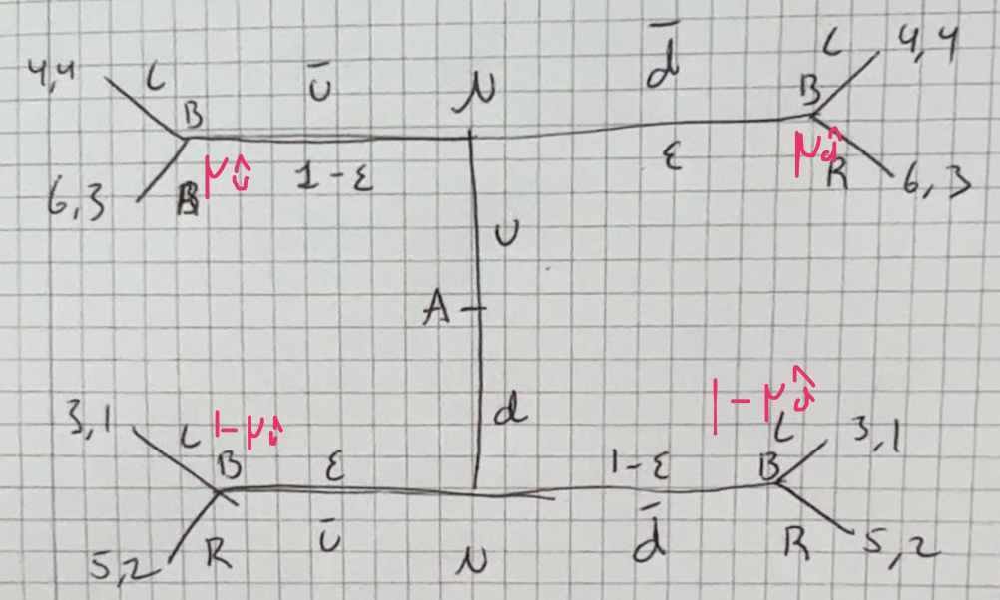 4,4 L B ū N d̄ L 4,4
B
6,3 μû 1-ε ε μd̂ R 6,3
U
A
d
3,1 L 1-μû 1-μd̂ L 3,1
B ε 1-ε B
5,2 R ū N d̄ R 5,2